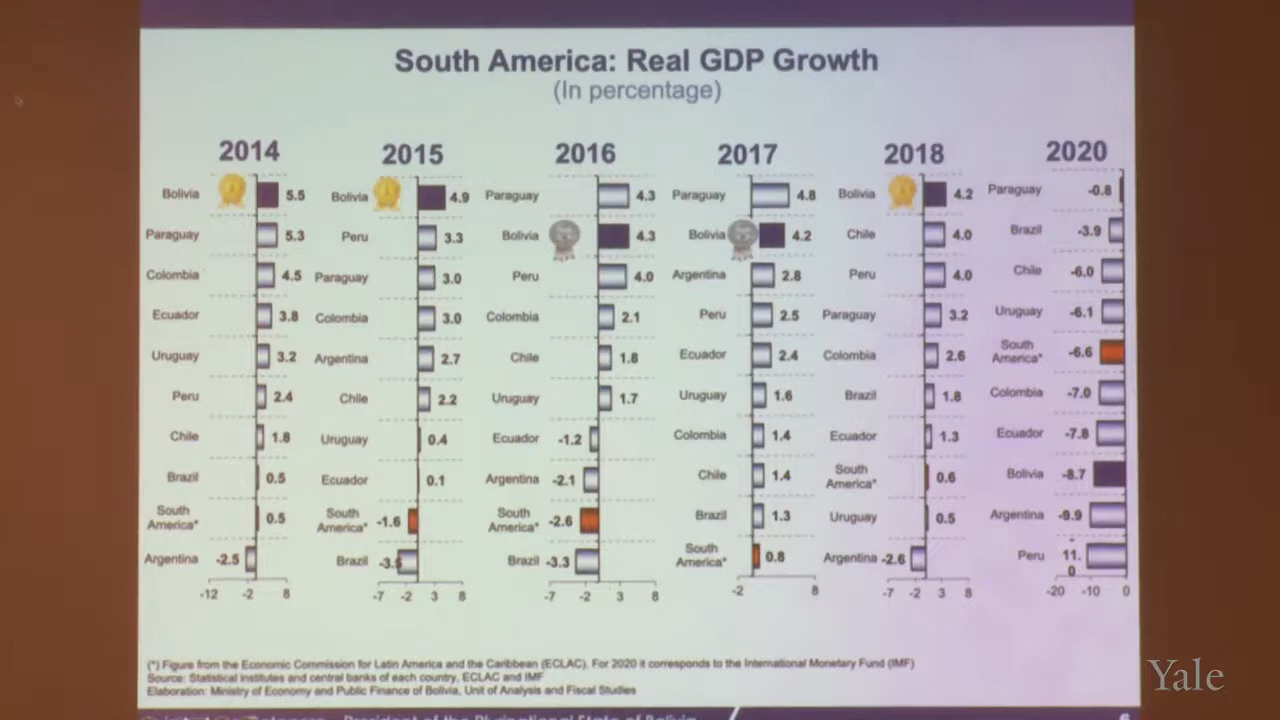 South America: Real GDP Growth
(In percentage)
2014
Bolivia 5.5
Paraguay 5.3
Colombia 4.5
Ecuador 3.8
Uruguay 3.2
Peru 2.4
Chile 1.8
Brazil 0.5
South America* 0.5
Argentina -2.5
-12 -2 8
2015
Bolivia 4.9
Peru 3.3
Paraguay 3.0
Colombia 3.0
Argentina 2.7
Chile 2.2
Uruguay 0.4
Ecuador 0.1
South America* -1.6
Brazil -3.5
-7 -2 3 8
2016
Paraguay 4.3
Bolivia 4.3
Peru 4.0
Colombia 2.1
Chile 1.8
Uruguay 1.7
Ecuador -1.2
Argentina -2.1
South America* -2.6
Brazil -3.3
-7 -2 3 8
2017
Paraguay 4.8
Bolivia 4.2
Argentina 2.8
Peru 2.5
Ecuador 2.4
Uruguay 1.6
Colombia 1.4
Chile 1.4
Brazil 1.3
South America* 0.8
-2 8
2018
Bolivia 4.2
Chile 4.0
Peru 4.0
Paraguay 3.2
Colombia 2.6
Brazil 1.8
Ecuador 1.3
South America* 0.6
Uruguay 0.5
Argentina -2.6
-7 -2 3 8
2020
Paraguay -0.8
Brazil -3.9
Chile -6.0
Uruguay -6.1
South America* -6.6
Colombia -7.0
Ecuador -7.8
Bolivia -8.7
Argentina -9.9
Peru -11.0
-20 -10 0
(*) Figure from the Economic Commission for Latin America and the Caribbean (ECLAC). For 2020 it corresponds to the International Monetary Fund (IMF)
Source: Statistical institutes and central banks of each country, ECLAC and IMF
Elaboration: Ministry of Economy and Public Finance of Bolivia, Unit of Analysis and Fiscal Studies
President of the Plurinational State of Bolivia
6
Yale